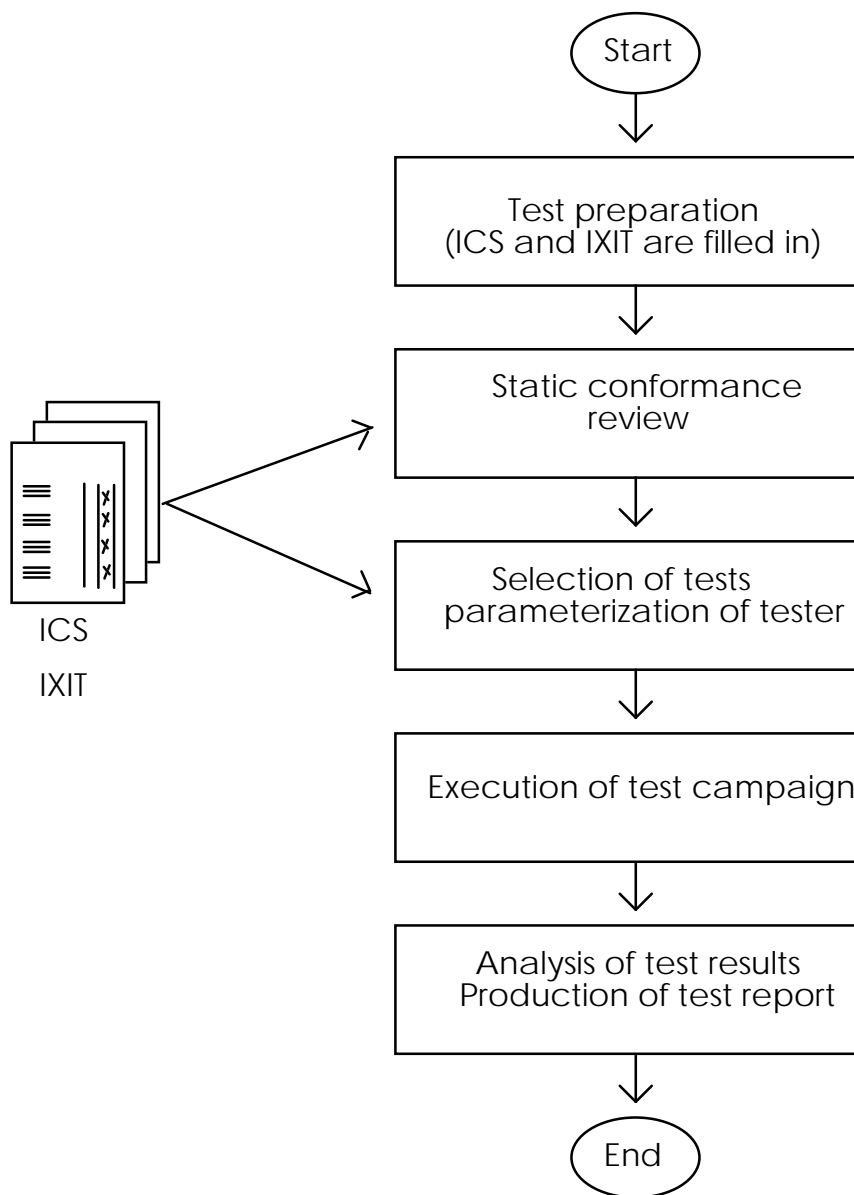 Start
Test preparation
(ICS and IXIT are filled in)
Static conformance
review
ICS
IXIT
Selection of tests
parameterization of tester
Execution of test campaign
Analysis of test results
Production of test report
End